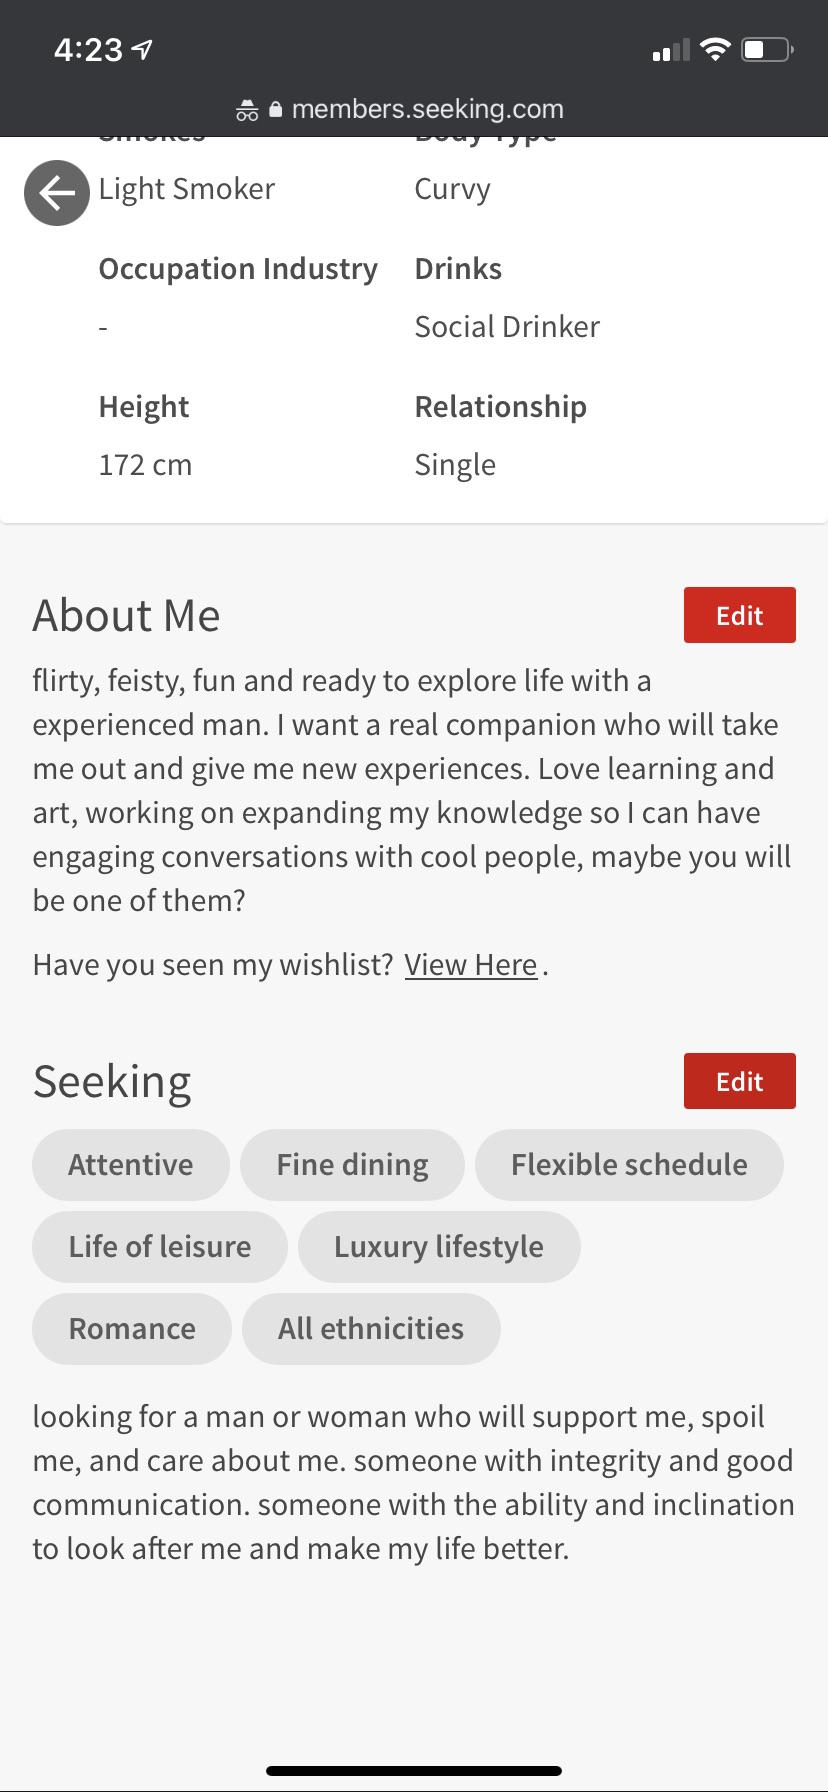 4:23
members.seeking.com
Smokes Body Type
Light Smoker Curvy
Occupation Industry Drinks
- Social Drinker
Height Relationship
172 cm Single
About Me Edit
flirty, feisty, fun and ready to explore life with a
experienced man. I want a real companion who will take
me out and give me new experiences. Love learning and
art, working on expanding my knowledge so I can have
engaging conversations with cool people, maybe you will
be one of them?
Have you seen my wishlist? View Here.
Seeking Edit
Attentive Fine dining Flexible schedule
Life of leisure Luxury lifestyle
Romance All ethnicities
looking for a man or woman who will support me, spoil
me, and care about me. someone with integrity and good
communication. someone with the ability and inclination
to look after me and make my life better.